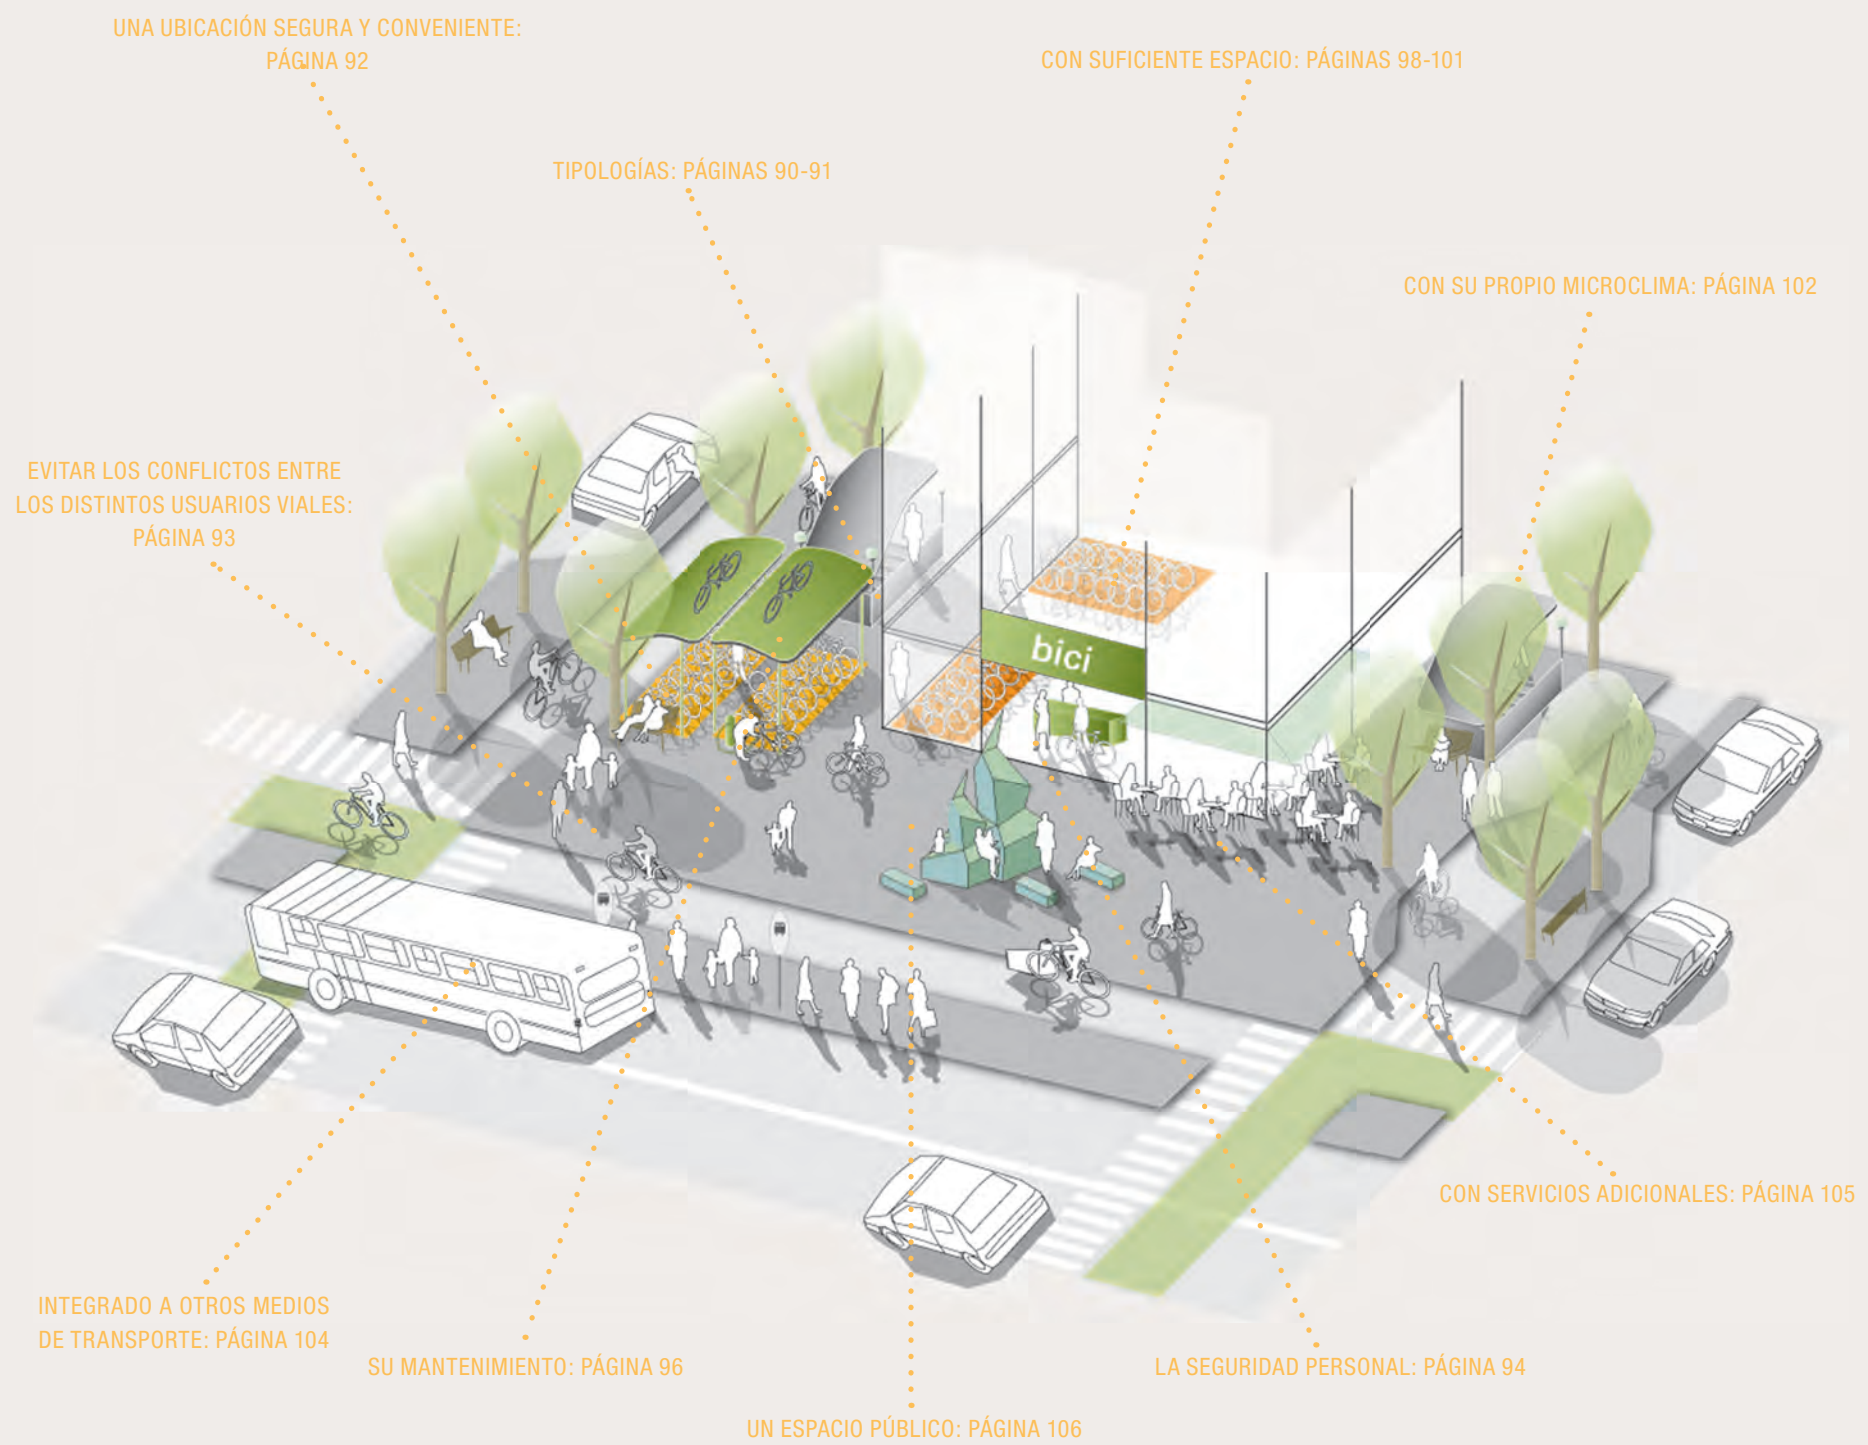 UNA UBICACIÓN SEGURA Y CONVENIENTE:
PÁGINA 92
CON SUFICIENTE ESPACIO: PÁGINAS 98-101
TIPOLOGÍAS: PÁGINAS 90-91
CON SU PROPIO MICROCLIMA: PÁGINA 102
EVITAR LOS CONFLICTOS ENTRE
LOS DISTINTOS USUARIOS VIALES:
PÁGINA 93
bici
CON SERVICIOS ADICIONALES: PÁGINA 105
INTEGRADO A OTROS MEDIOS
DE TRANSPORTE: PÁGINA 104
SU MANTENIMIENTO: PÁGINA 96
LA SEGURIDAD PERSONAL: PÁGINA 94
UN ESPACIO PÚBLICO: PÁGINA 106